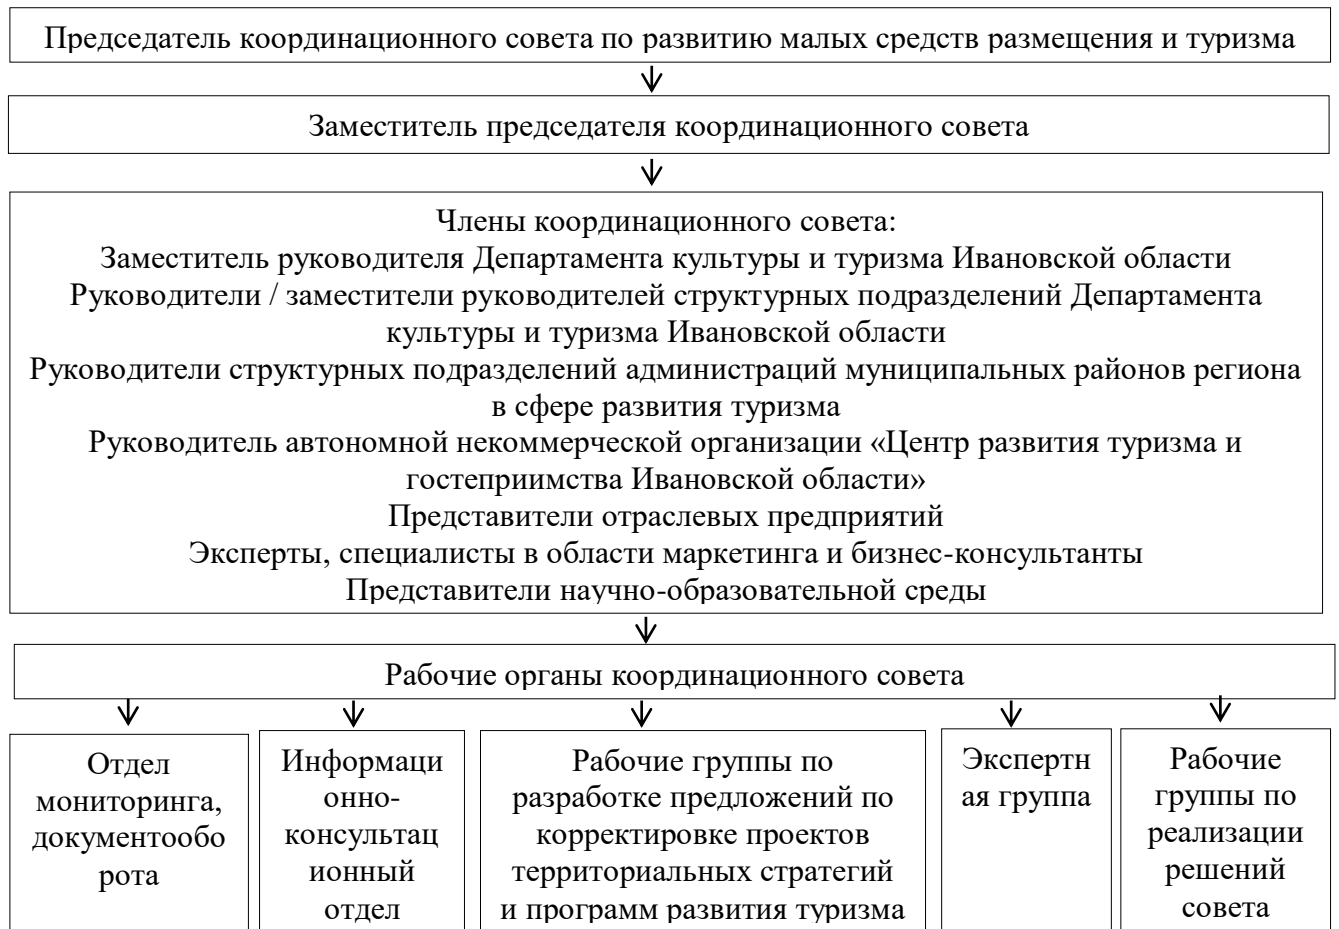 Председатель координационного совета по развитию малых средств размещения и туризма
Заместитель председателя координационного совета
Члены координационного совета:
Заместитель руководителя Департамента культуры и туризма Ивановской области
Руководители / заместители руководителей структурных подразделений Департамента
культуры и туризма Ивановской области
Руководители структурных подразделений администраций муниципальных районов региона
в сфере развития туризма
Руководитель автономной некоммерческой организации «Центр развития туризма и
гостеприимства Ивановской области»
Представители отраслевых предприятий
Эксперты, специалисты в области маркетинга и бизнес-консультанты
Представители научно-образовательной среды
Рабочие органы координационного совета
Отдел
мониторинга,
документообо
рота
Информаци
онно-
консультац
ионный
отдел
Рабочие группы по
разработке предложений по
корректировке проектов
территориальных стратегий
и программ развития туризма
Экспертн
ая группа
Рабочие
группы по
реализации
решений
совета